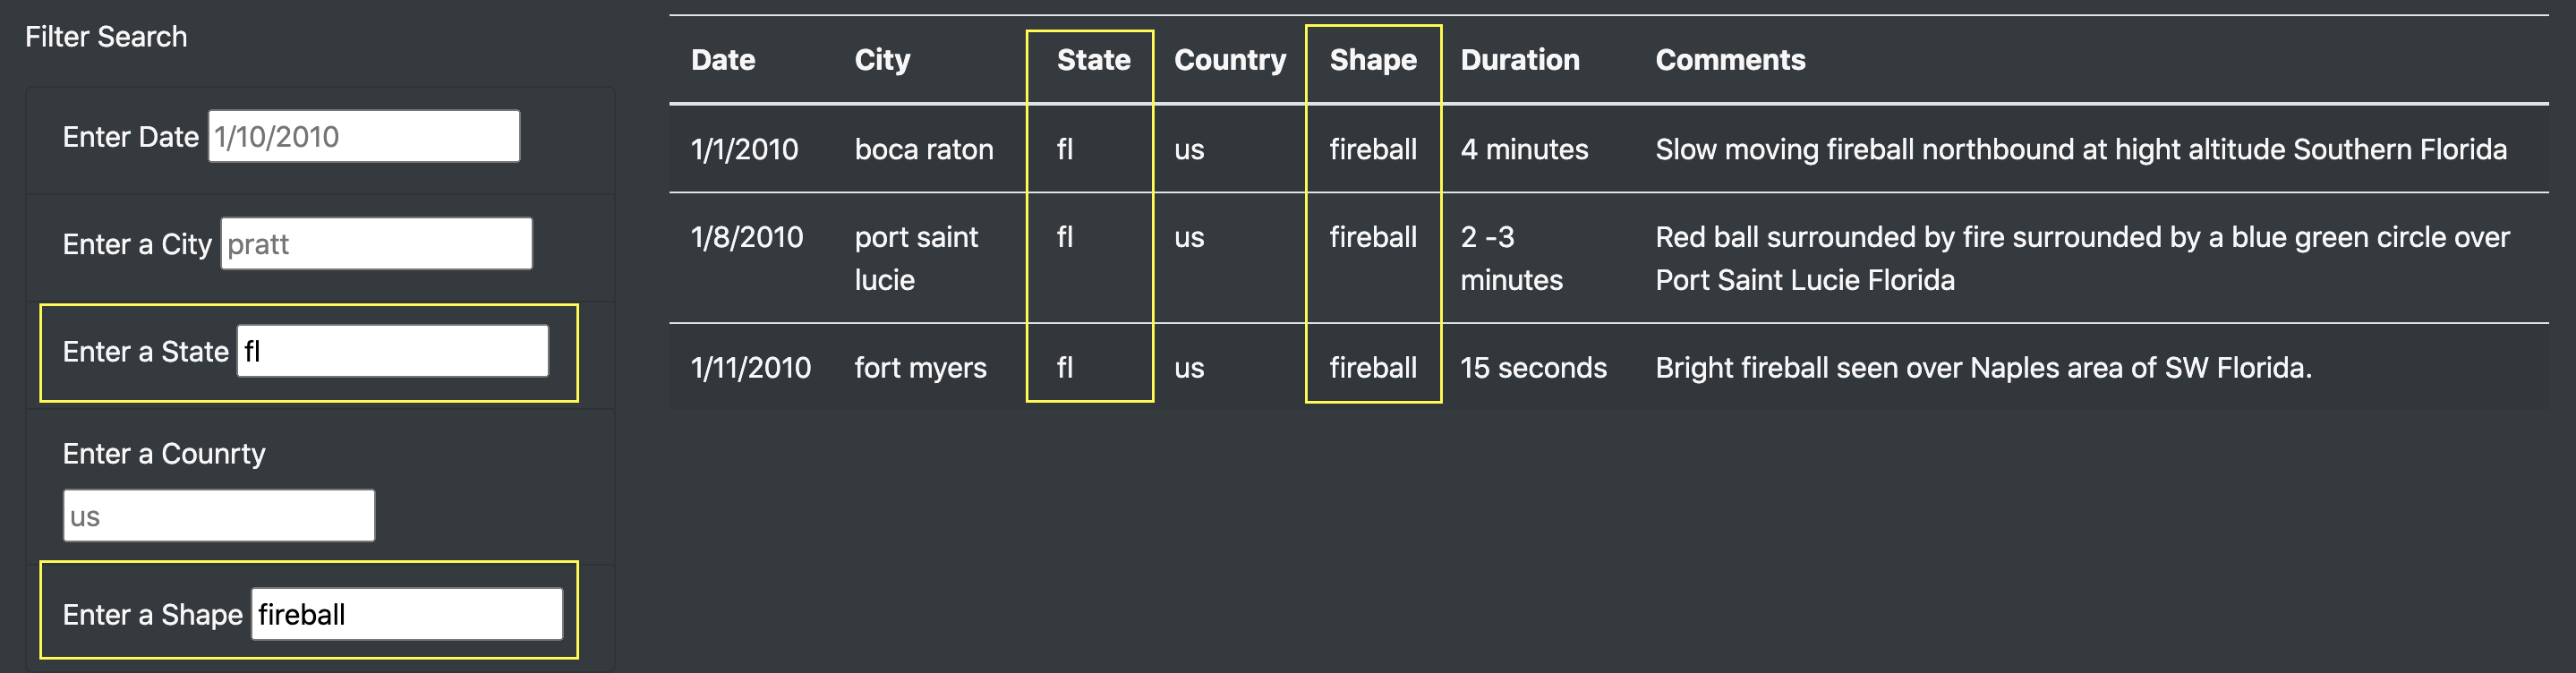 Filter Search
Enter Date 1/10/2010
Enter a City pratt
Enter a State fl
Enter a Counrty
us
Enter a Shape fireball
Date City State Country Shape Duration Comments
1/1/2010 boca raton fl us fireball 4 minutes Slow moving fireball northbound at hight altitude Southern Florida
1/8/2010 port saint fl us fireball 2 -3 Red ball surrounded by fire surrounded by a blue green circle over
lucie minutes Port Saint Lucie Florida
1/11/2010 fort myers fl us fireball 15 seconds Bright fireball seen over Naples area of SW Florida.